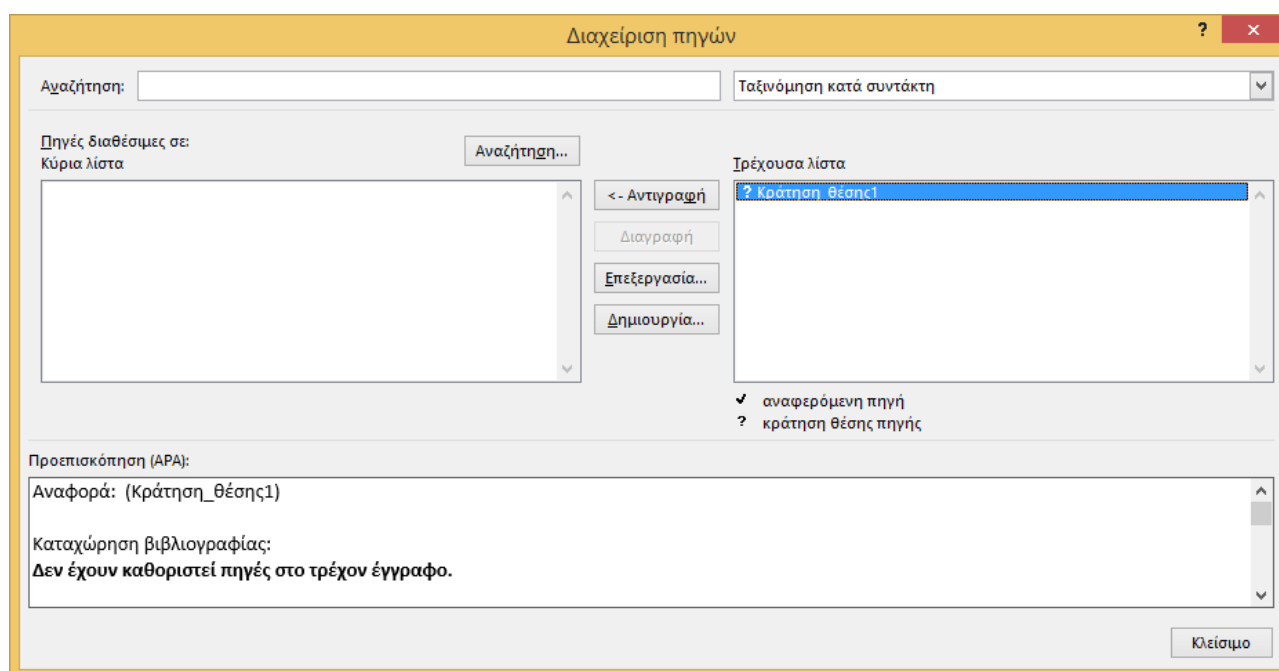 Διαχείριση πηγών
?
Αναζήτηση:
Ταξινόμηση κατά συντάκτη
Πηγές διαθέσιμες σε:
Κύρια λίστα
Αναζήτηση...
Τρέχουσα λίστα
? Κράτηση_θέσης1
<- Αντιγραφή
Διαγραφή
Επεξεργασία...
Δημιουργία...
✓ αναφερόμενη πηγή
? κράτηση θέσης πηγής
Προεπισκόπηση (APA):
Αναφορά: (Κράτηση_θέσης1)
Καταχώρηση βιβλιογραφίας:
Δεν έχουν καθοριστεί πηγές στο τρέχον έγγραφο.
Κλείσιμο